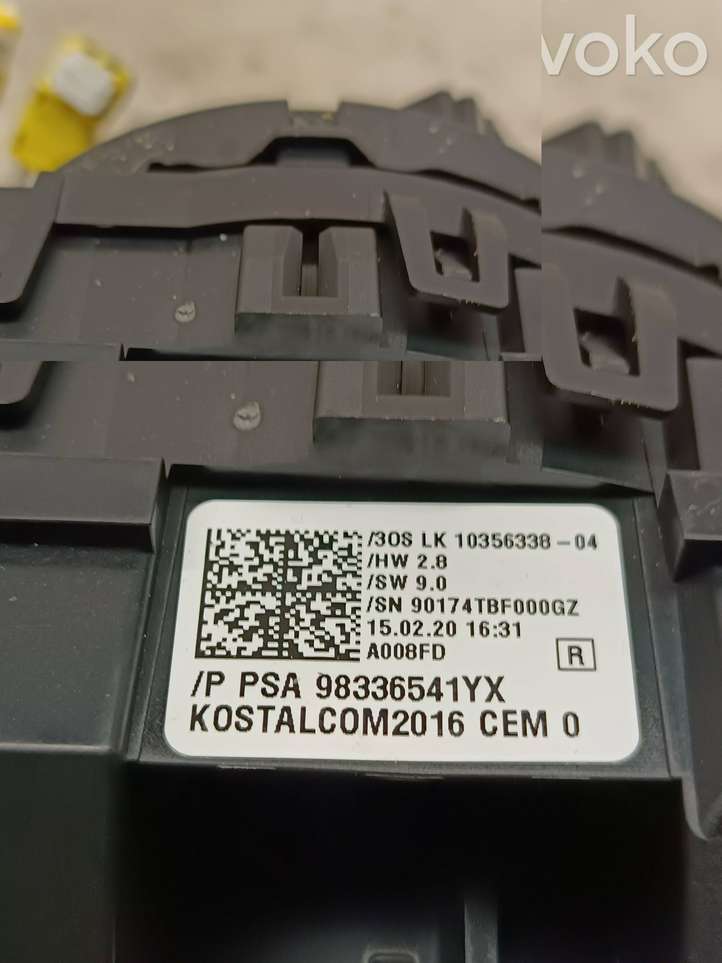 ovoko
/3OS LK 10356338-04
/HW 2.8
/SW 9.0
/SN 90174TBF000GZ
15.02.20 16:31
A008FD
R
/P PSA 98336541YX
KOSTALCOM2016 CEM 0